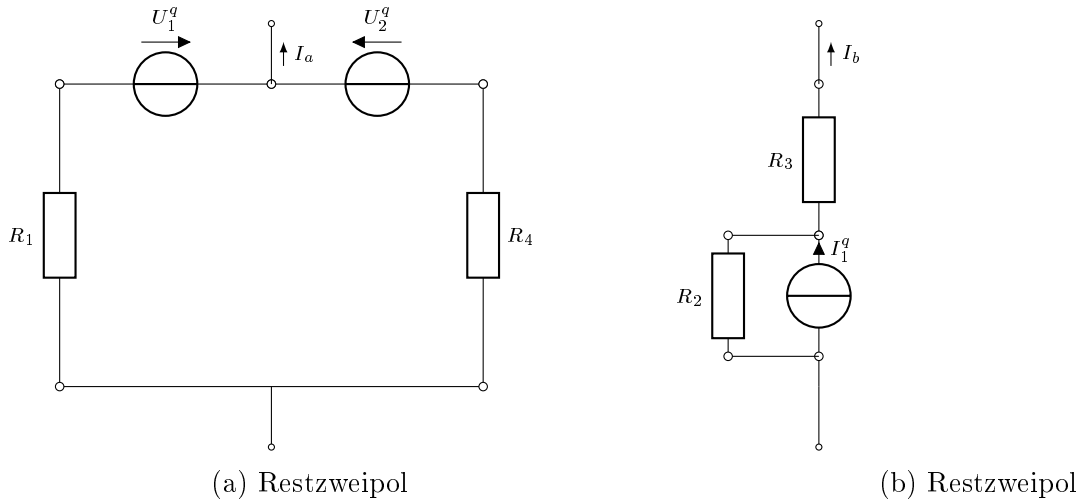 U_1^q
U_2^q
I_a
R_1
R_4
(a) Restzweipol
I_b
R_3
I_1^q
R_2
(b) Restzweipol